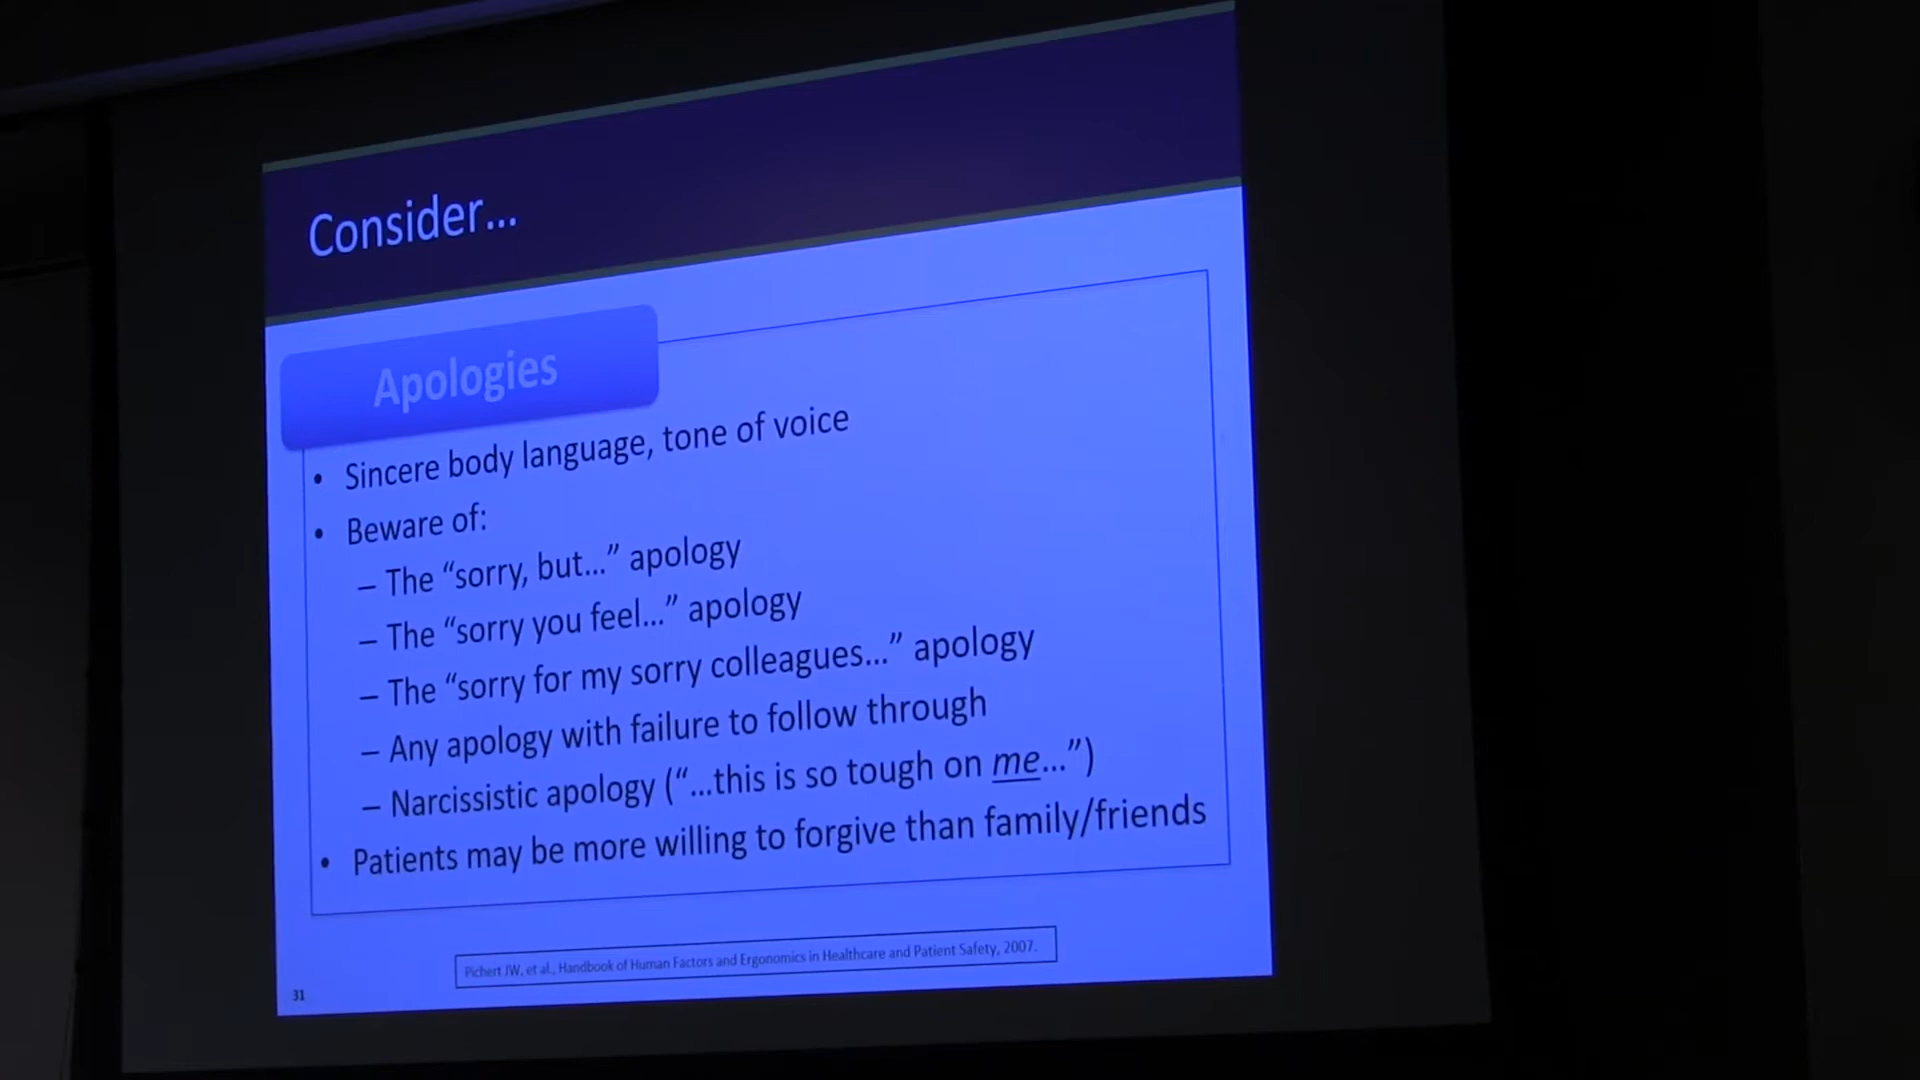 Consider...
Apologies
• Sincere body language, tone of voice
• Beware of:
– The “sorry, but...” apology
– The “sorry you feel...” apology
– The “sorry for my sorry colleagues...” apology
– Any apology with failure to follow through
– Narcissistic apology (“...this is so tough on me...”)
• Patients may be more willing to forgive than family/friends
Pichert JW, et al., Handbook of Human Factors and Ergonomics in Healthcare and Patient Safety, 2007.
31